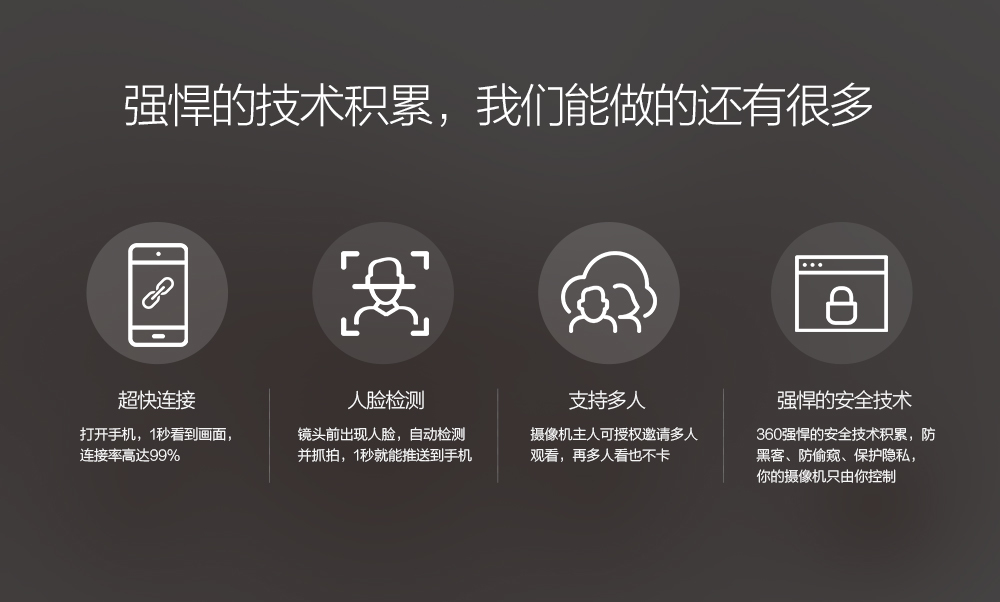 强悍的技术积累，我们能做的还有很多
超快连接
打开手机，1秒看到画面，
连接率高达99%
人脸检测
镜头前出现人脸，自动检测
并抓拍，1秒就能推送到手机
支持多人
摄像机主人可授权邀请多人
观看，再多人看也不卡
强悍的安全技术
360强悍的安全技术积累，防
黑客、防偷窥、保护隐私，
你的摄像机只由你控制